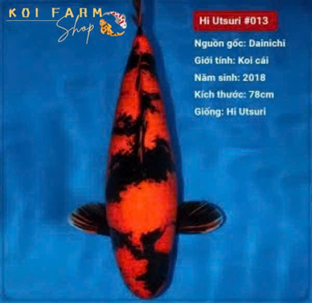 KOI FARM
Shop
Hi Utsuri #013
Nguồn gốc: Dainichi
Giới tính: Koi cái
Năm sinh: 2018
Kích thước: 78cm
Giống: Hi Utsuri